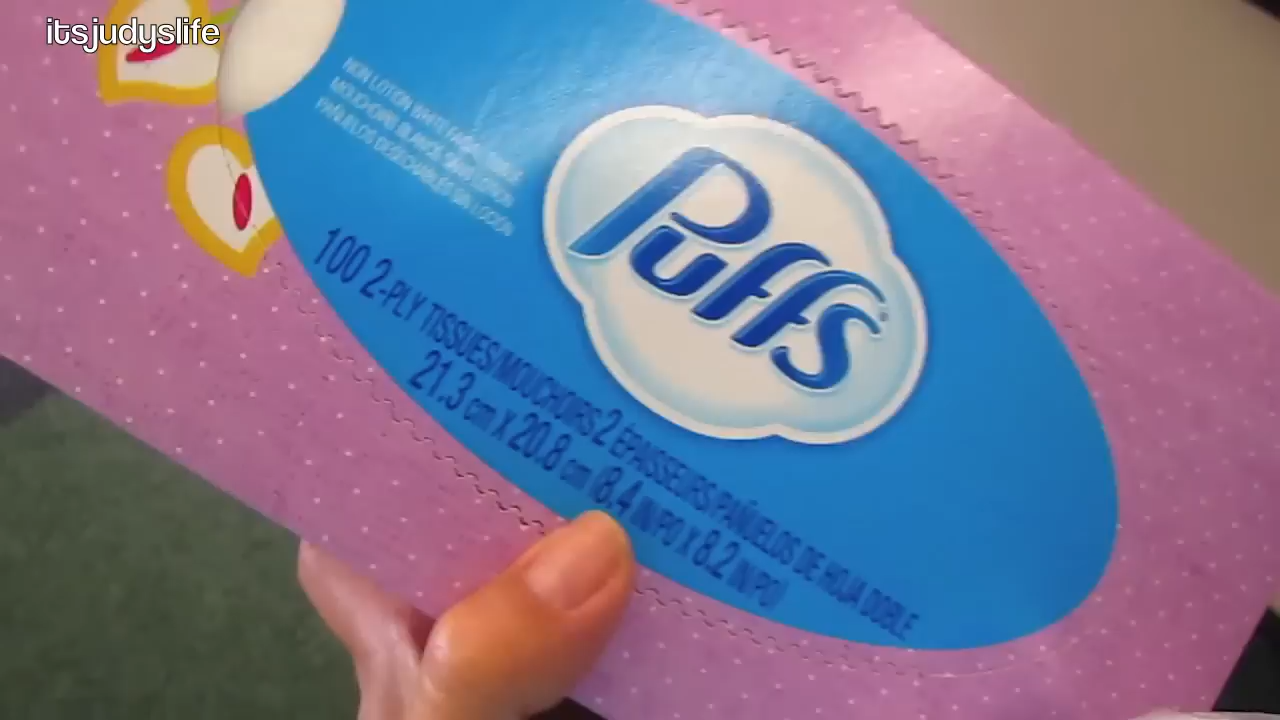 itsjudyslife
NON LOTION WHITE FACIAL TISSUE
Puffs
100 2-PLY TISSUES/MOUCHOIRS 2 ÉPAISSEURS/PAÑUELOS DE HOJA DOBLE
21.3 cm X 20.8 cm (8.4 IN/PO X 8.2 IN/PO)